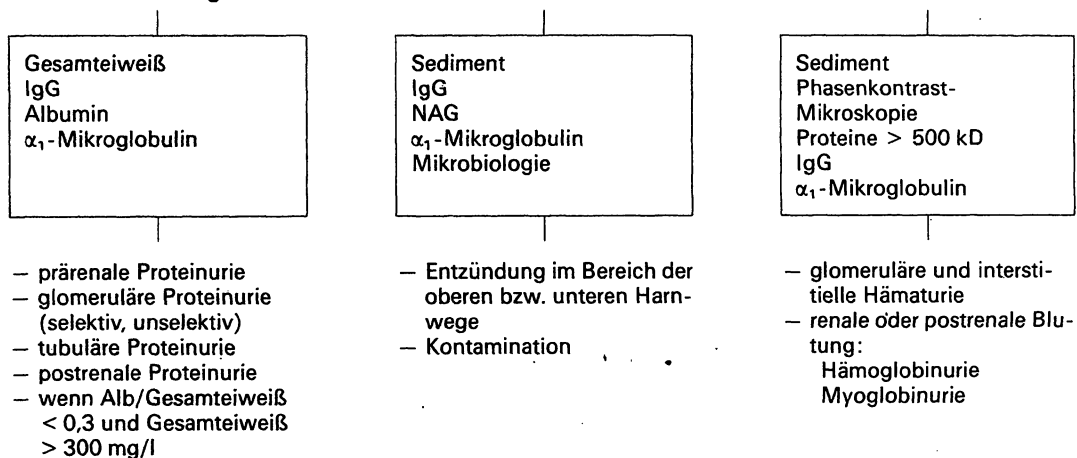 Gesamteiweiß
IgG
Albumin
α₁-Mikroglobulin
– prärenale Proteinurie
– glomeruläre Proteinurie
(selektiv, unselektiv)
– tubuläre Proteinurie
– postrenale Proteinurie
– wenn Alb/Gesamteiweiß
< 0,3 und Gesamteiweiß
> 300 mg/l
Sediment
IgG
NAG
α₁-Mikroglobulin
Mikrobiologie
– Entzündung im Bereich der
oberen bzw. unteren Harn-
wege
– Kontamination
Sediment
Phasenkontrast-
Mikroskopie
Proteine > 500 kD
IgG
α₁-Mikroglobulin
– glomeruläre und intersti-
tielle Hämaturie
– renale oder postrenale Blu-
tung:
Hämoglobinurie
Myoglobinurie